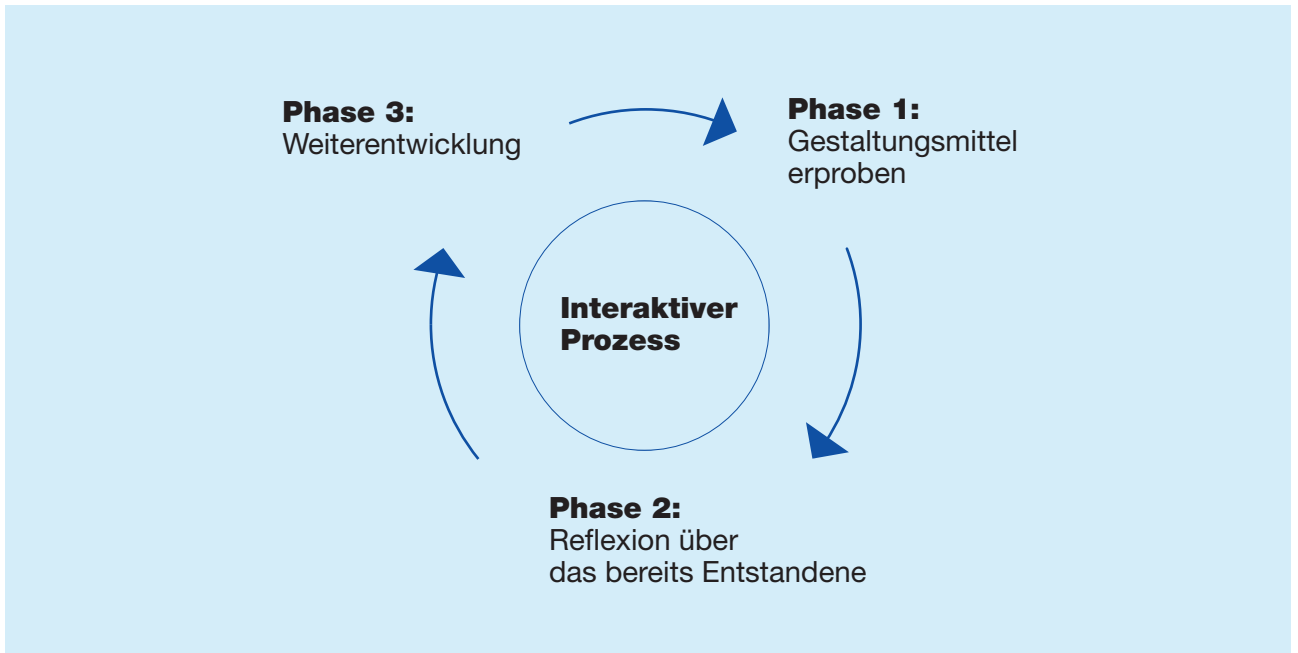 Phase 3:
Weiterentwicklung
Phase 1:
Gestaltungsmittel
erproben
Interaktiver
Prozess
Phase 2:
Reflexion über
das bereits Entstandene